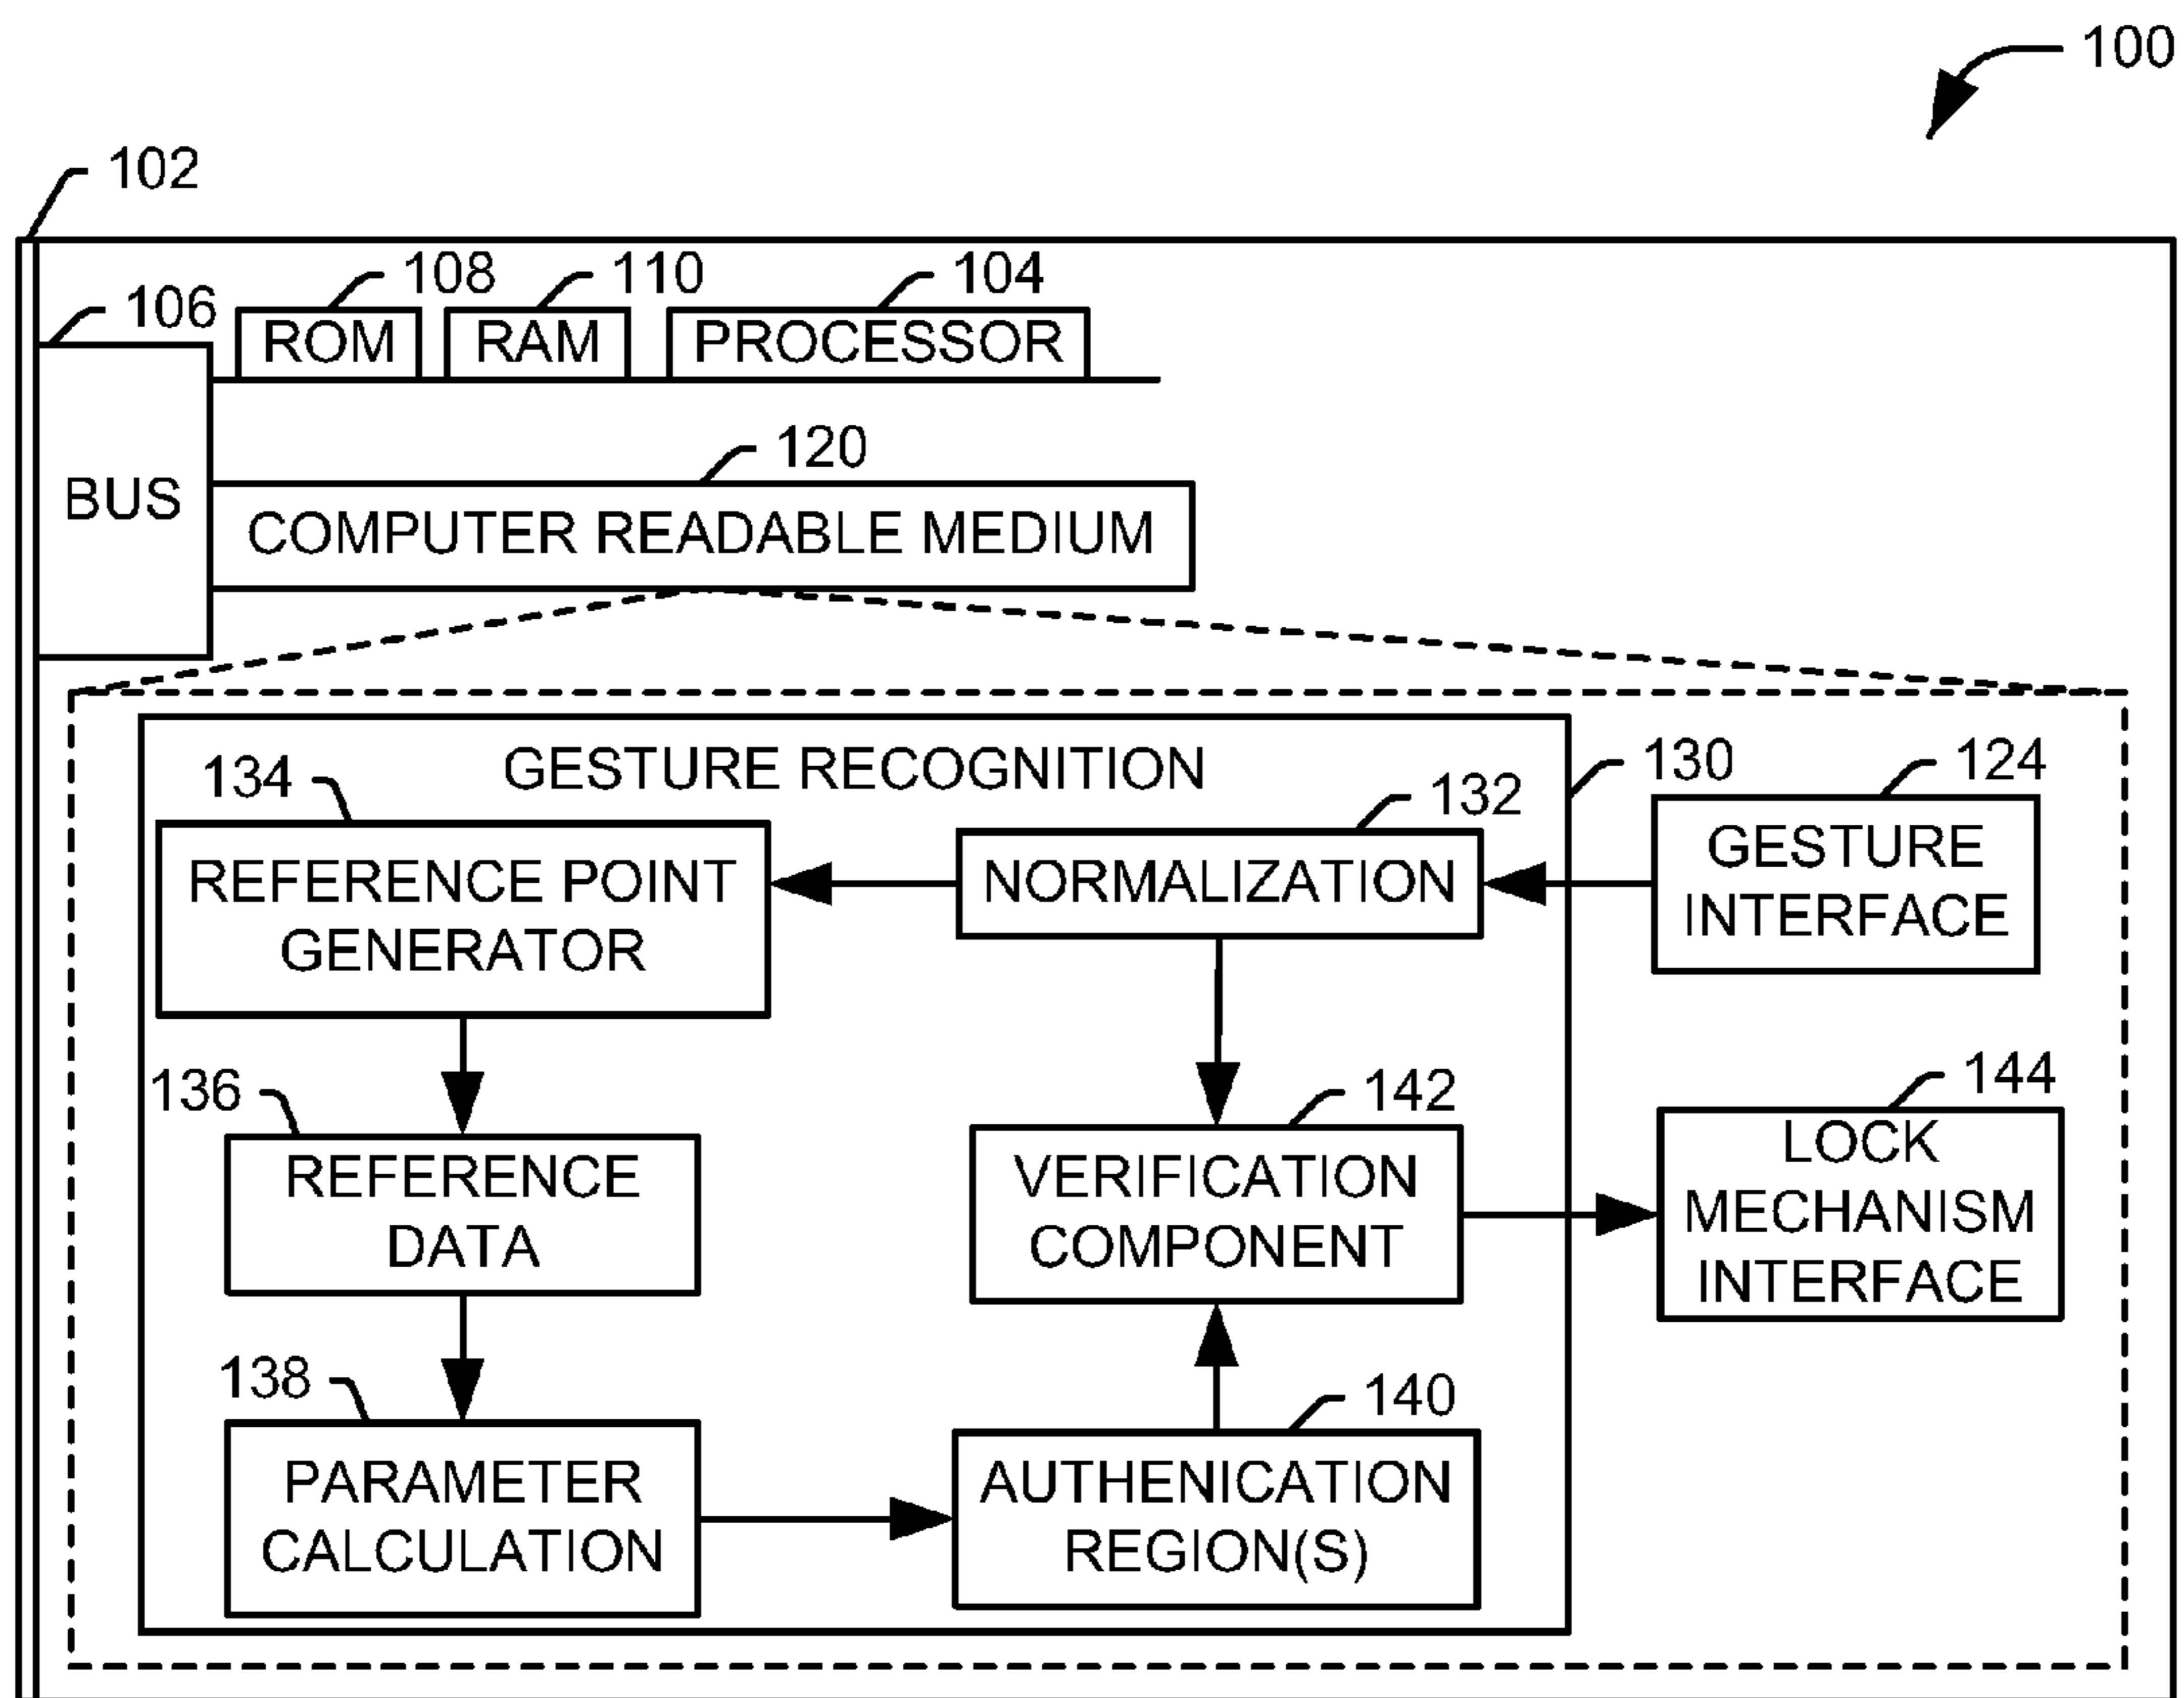 100
102
108
110
104
106
ROM
RAM
PROCESSOR
120
BUS
COMPUTER READABLE MEDIUM
GESTURE RECOGNITION
130
124
134
132
GESTURE
INTERFACE
REFERENCE POINT
GENERATOR
NORMALIZATION
136
142
144
REFERENCE
DATA
VERIFICATION
COMPONENT
LOCK
MECHANISM
INTERFACE
138
140
PARAMETER
CALCULATION
AUTHENICATION
REGION(S)